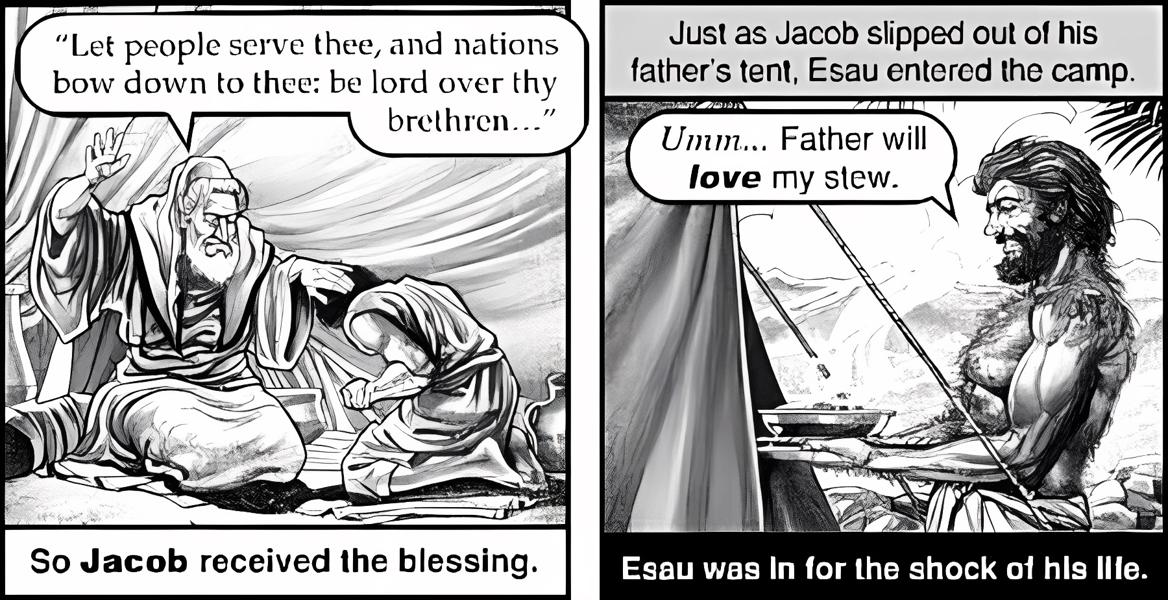 “Let people serve thee, and nations
bow down to thee: be lord over thy
brethren...”
So Jacob received the blessing.
Just as Jacob slipped out of his
father's tent, Esau entered the camp.
Umm... Father will
love my stew.
Esau was in for the shock of his life.